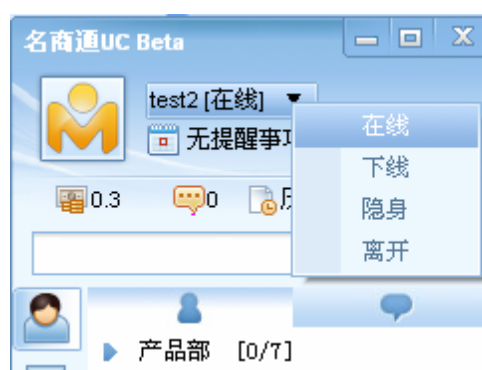 名商通UC Beta
test2 [在线]
无提醒事
在线
下线
隐身
离开
0.3
0
产品部 [0/7]